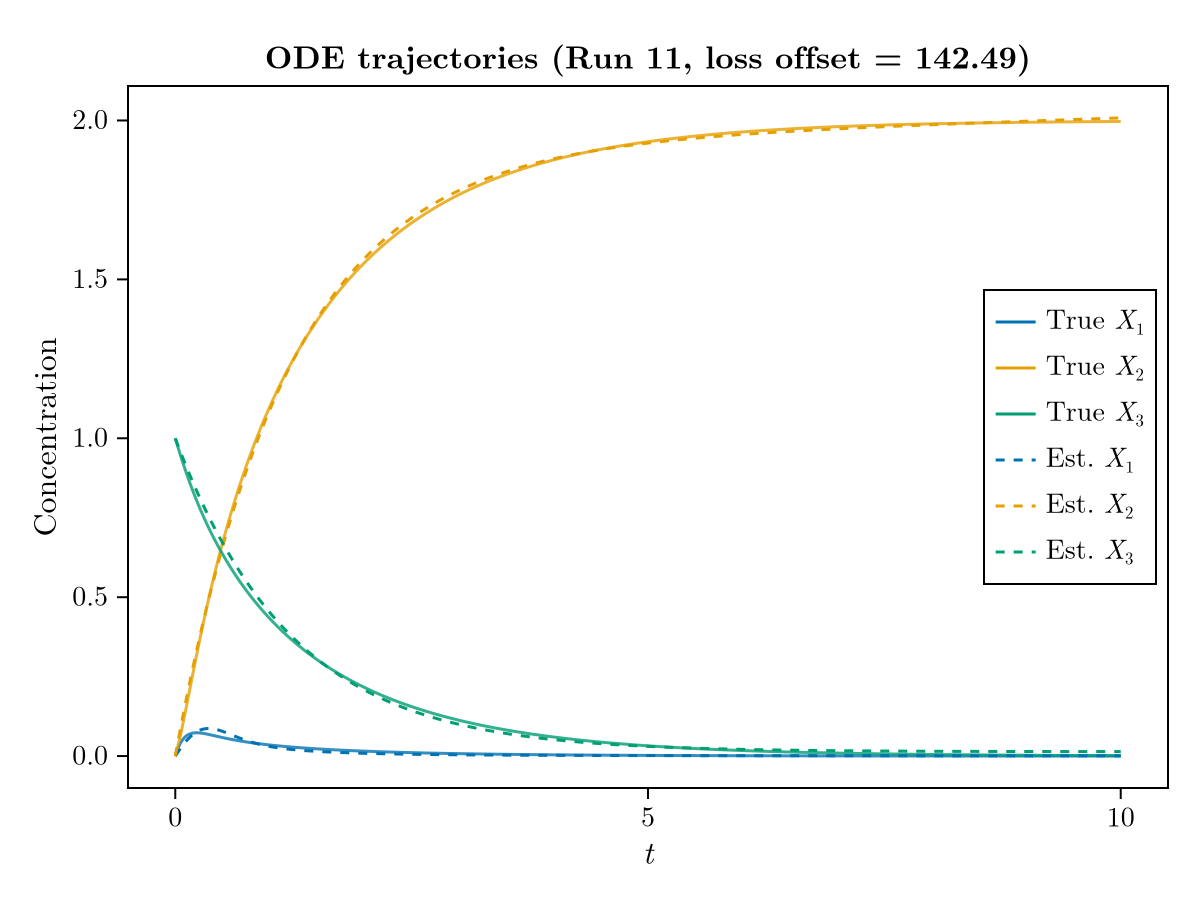 ODE trajectories (Run 11, loss offset = 142.49)
Concentration
2.0
1.5
1.0
0.5
0.0
0
5
10
t
True X₁
True X₂
True X₃
Est. X₁
Est. X₂
Est. X₃